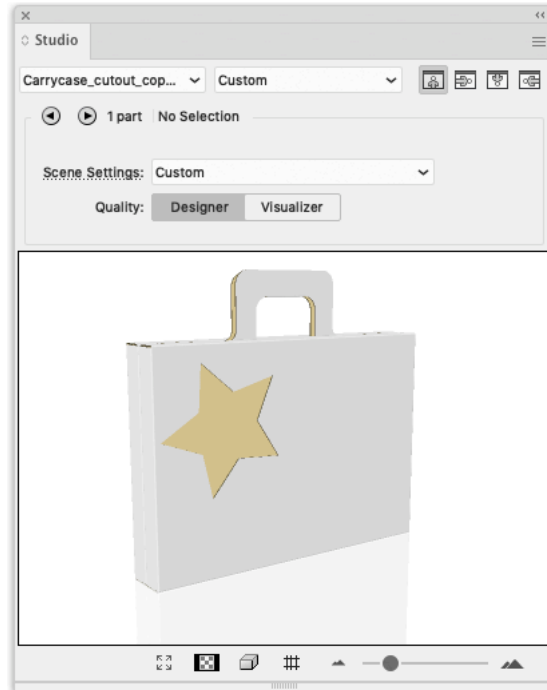 Studio
Carrycase_cutout_cop... Custom
1 part No Selection
Scene Settings: Custom
Quality: Designer Visualizer